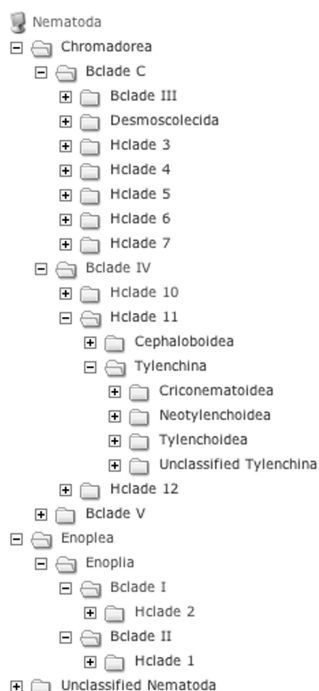 Nematoda
Chromadorea
Bclade C
Bclade III
Desmoscolecida
Hclade 3
Hclade 4
Hclade 5
Hclade 6
Hclade 7
Bclade IV
Hclade 10
Hclade 11
Cephaloboidea
Tylenchina
Criconematoidea
Neotylenchoidea
Tylenchoidea
Unclassified Tylenchina
Hclade 12
Bclade V
Enoplea
Enoplia
Bclade I
Hclade 2
Bclade II
Hclade 1
Unclassified Nematoda